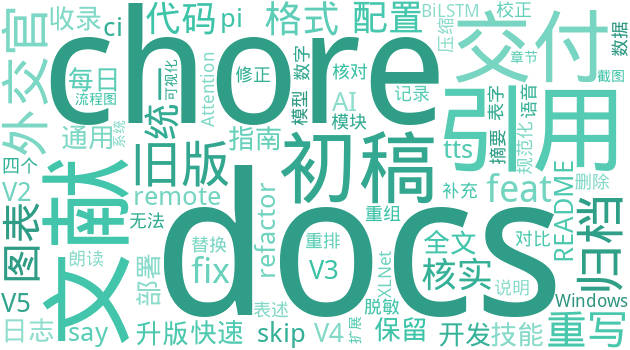 收录
ci
代码
pi
格式
配置
BiLSTM
校正
压缩
章节
数据
截图
外交官
chore
交付
每日
流程图
统
可视化
Attention
修正
模型
数字
核对
AI
记录
模块
引用
通用
系统
指南
tts
摘要
表字
规范化
语音
四个
文献
旧版
初稿
V2
remote
无法
refactor
重组
补充
feat
README
删除
归档
图表
朗读
部署
替换
fix
docs
重排
V3
XLNet
全文
核实
对比
说明
Windows
V5
日志
say
升版
快速
表述
skip
V4
扩展
脱敏
保留
开发
技能
重写